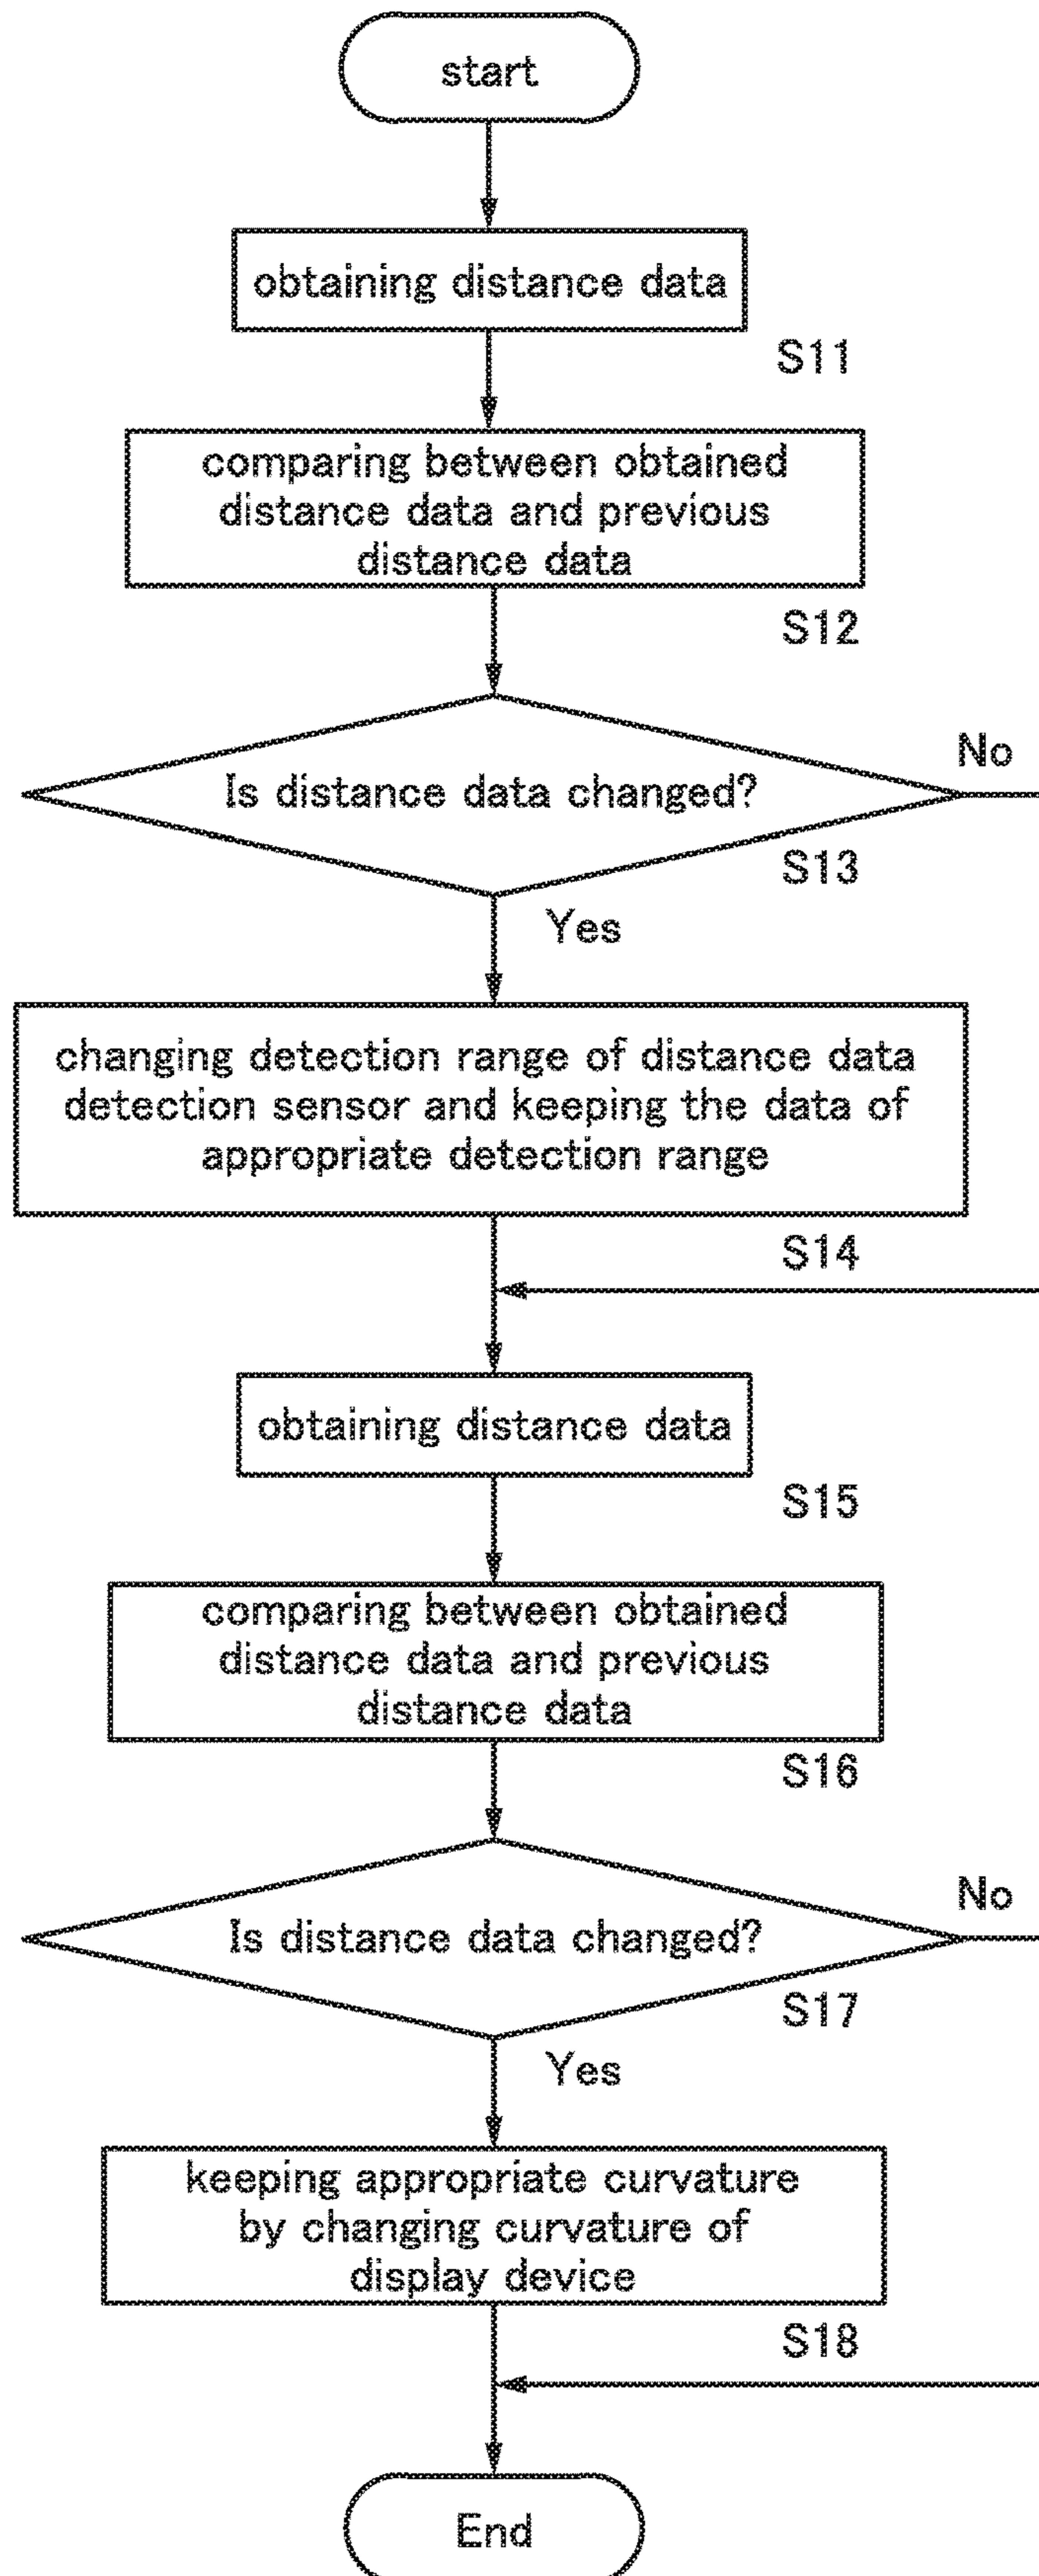 start
obtaining distance data
S11
comparing between obtained
distance data and previous
distance data
S12
Is distance data changed?
No
S13
Yes
changing detection range of distance data
detection sensor and keeping the data of
appropriate detection range
S14
obtaining distance data
S15
comparing between obtained
distance data and previous
distance data
S16
Is distance data changed?
No
S17
Yes
keeping appropriate curvature
by changing curvature of
display device
S18
End